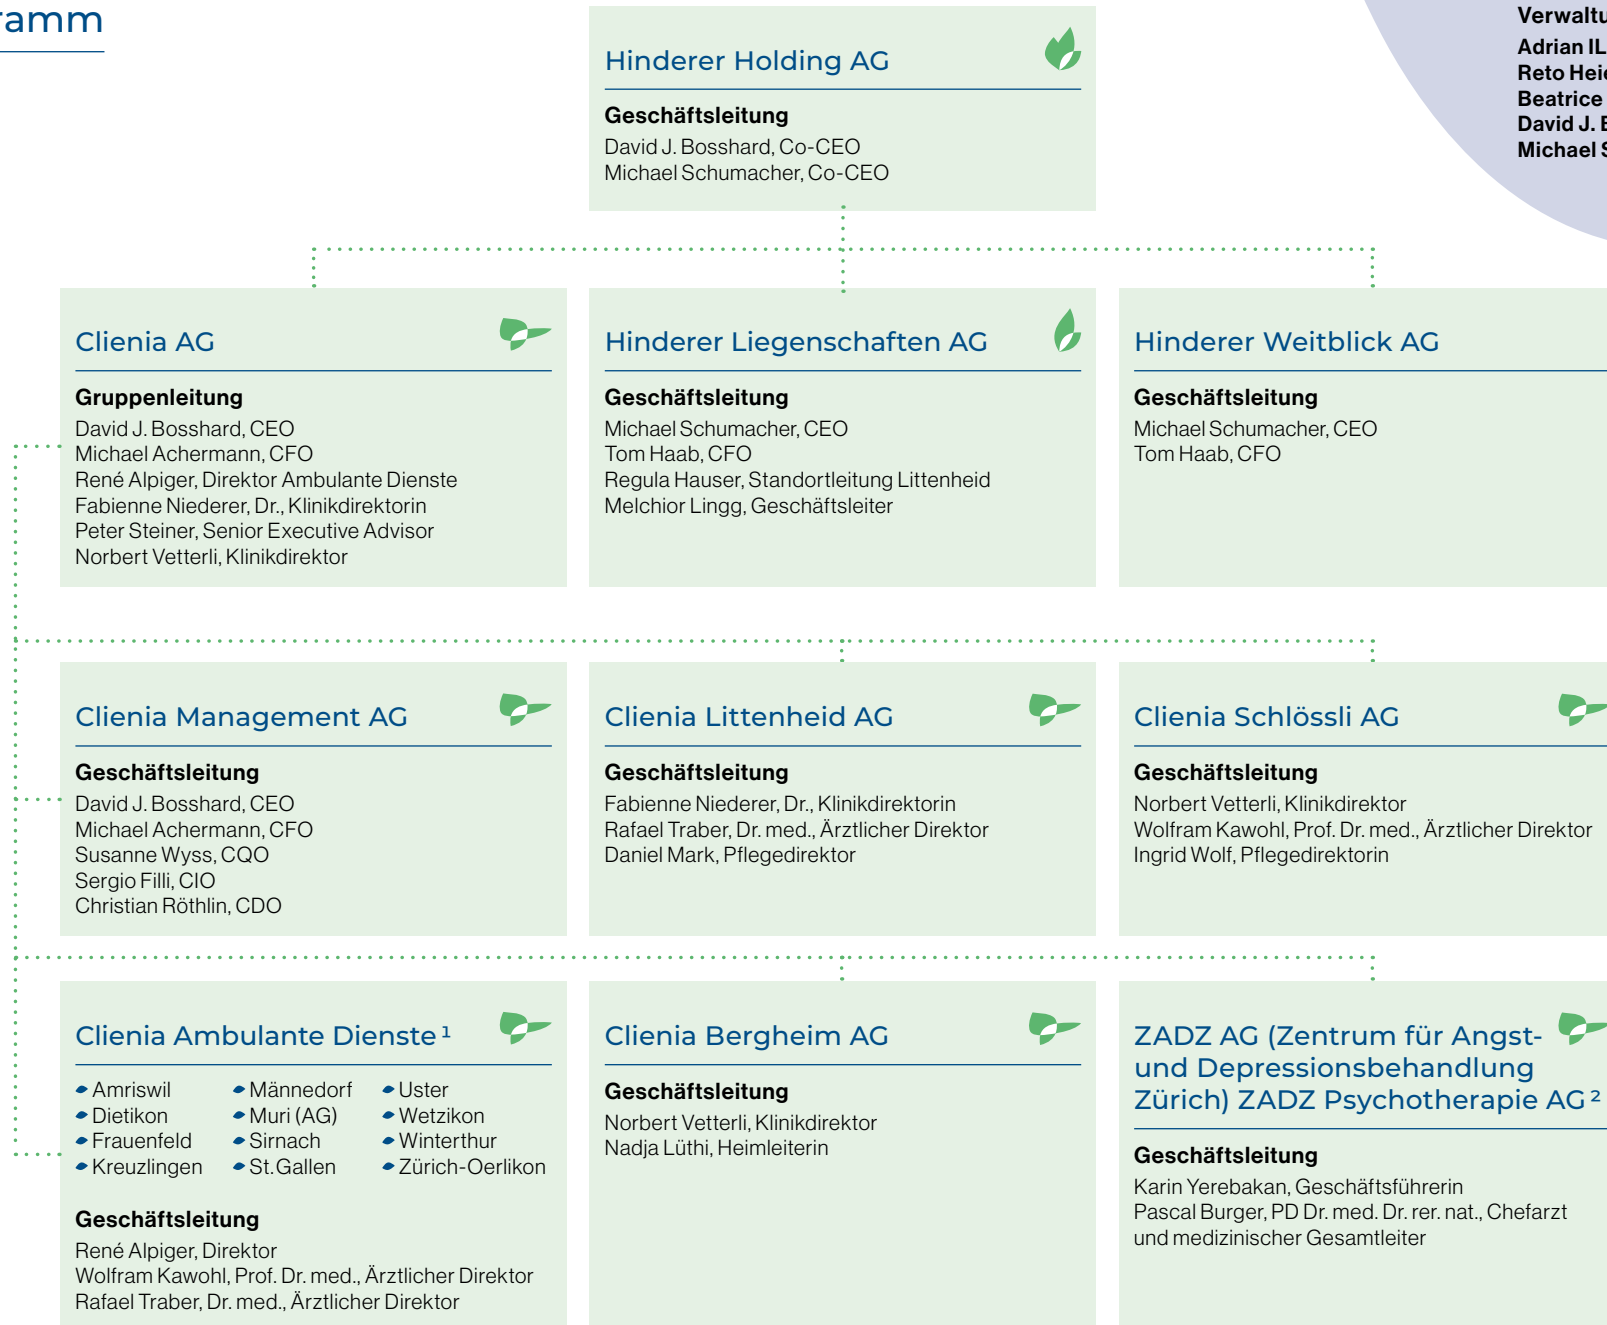 Hinderer Holding AG
Geschäftsleitung
David J. Bosshard, Co-CEO
Michael Schumacher, Co-CEO
Adrian
Reto
Beatrice
David J.
Michael
Clienia AG
Gruppenleitung
David J. Bosshard, CEO
Michael Achermann, CFO
René Alpiger, Direktor Ambulante Dienste
Fabienne Niederer, Dr., Klinikdirektorin
Peter Steiner, Senior Executive Advisor
Norbert Vetterli, Klinikdirektor
Hinderer Liegenschaften AG
Geschäftsleitung
Michael Schumacher, CEO
Tom Haab, CFO
Regula Hauser, Standortleitung Littenheid
Melchior Lingg, Geschäftsleiter
Hinderer Weitblick AG
Geschäftsleitung
Michael Schumacher, CEO
Tom Haab, CFO
Clienia Management AG
Geschäftsleitung
David J. Bosshard, CEO
Michael Achermann, CFO
Susanne Wyss, CQO
Sergio Filli, CIO
Christian Röthlin, CDO
Clienia Littenheid AG
Geschäftsleitung
Fabienne Niederer, Dr., Klinikdirektorin
Rafael Traber, Dr. med., Ärztlicher Direktor
Daniel Mark, Pflegedirektor
Clienia Schlössli AG
Geschäftsleitung
Norbert Vetterli, Klinikdirektor
Wolfram Kawohl, Prof. Dr. med., Ärztlicher Direktor
Ingrid Wolf, Pflegedirektorin
Clienia Ambulante Dienste¹
Amriswil
Dietikon
Frauenfeld
Kreuzlingen
Männedorf
Muri (AG)
Sirnach
St.Gallen
Uster
Wetzikon
Winterthur
Zürich-Oerlikon
Geschäftsleitung
René Alpiger, Direktor
Wolfram Kawohl, Prof. Dr. med., Ärztlicher Direktor
Rafael Traber, Dr. med., Ärztlicher Direktor
Clienia Bergheim AG
Geschäftsleitung
Norbert Vetterli, Klinikdirektor
Nadja Lüthi, Heimleiterin
ZADZ AG (Zentrum für Angst-
und Depressionsbehandlung
Zürich) ZADZ Psychotherapie AG²
Geschäftsleitung
Karin Yerebakan, Geschäftsführerin
Pascal Burger, PD Dr. med. Dr. rer. nat., Chefarzt
und medizinischer Gesamtleiter